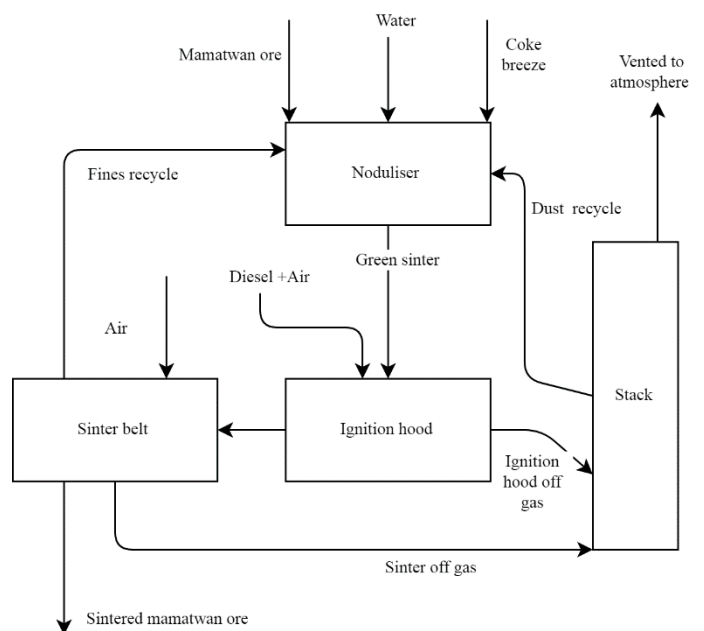 Water
Mamatwan ore
Coke
breeze
Vented to
atmosphere
Fines recycle
Noduliser
Dust recycle
Green sinter
Diesel +Air
Air
Sinter belt
Ignition hood
Stack
Ignition
hood off
gas
Sinter off gas
Sintered mamatwan ore